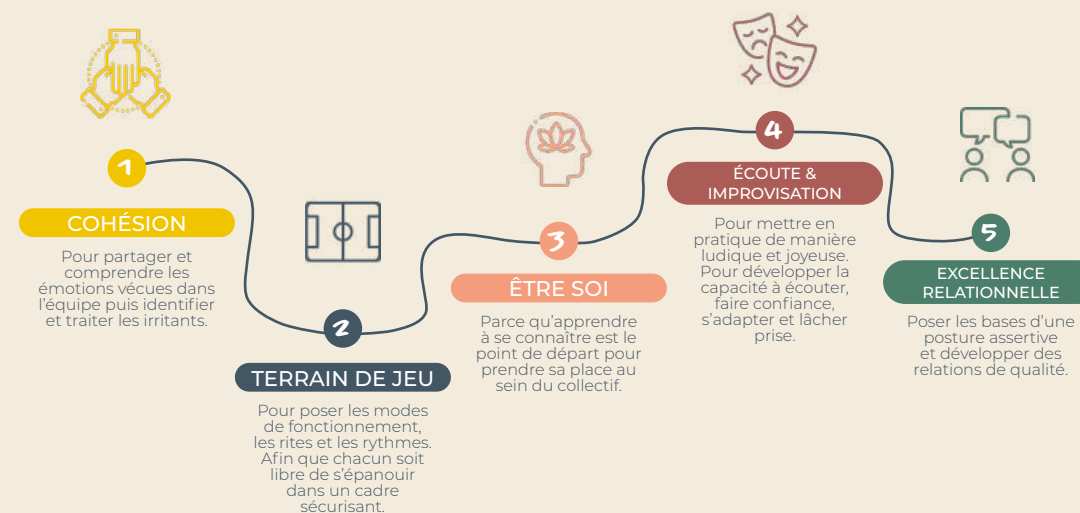 1
COHÉSION
Pour partager et
comprendre les
émotions vécues dans
l'équipe puis identifier
et traiter les irritants.
2
TERRAIN DE JEU
Pour poser les modes
de fonctionnement,
les rites et les rythmes.
Afin que chacun soit
libre de s'épanouir
dans un cadre
sécurisant.
3
ÊTRE SOI
Parce qu'apprendre
à se connaître est le
point de départ pour
prendre sa place au
sein du collectif.
4
ÉCOUTE &
IMPROVISATION
Pour mettre en
pratique de manière
ludique et joyeuse.
Pour développer la
capacité à écouter,
faire confiance,
s'adapter et lâcher
prise.
5
EXCELLENCE
RELATIONNELLE
Poser les bases d'une
posture assertive
et développer des
relations de qualité.